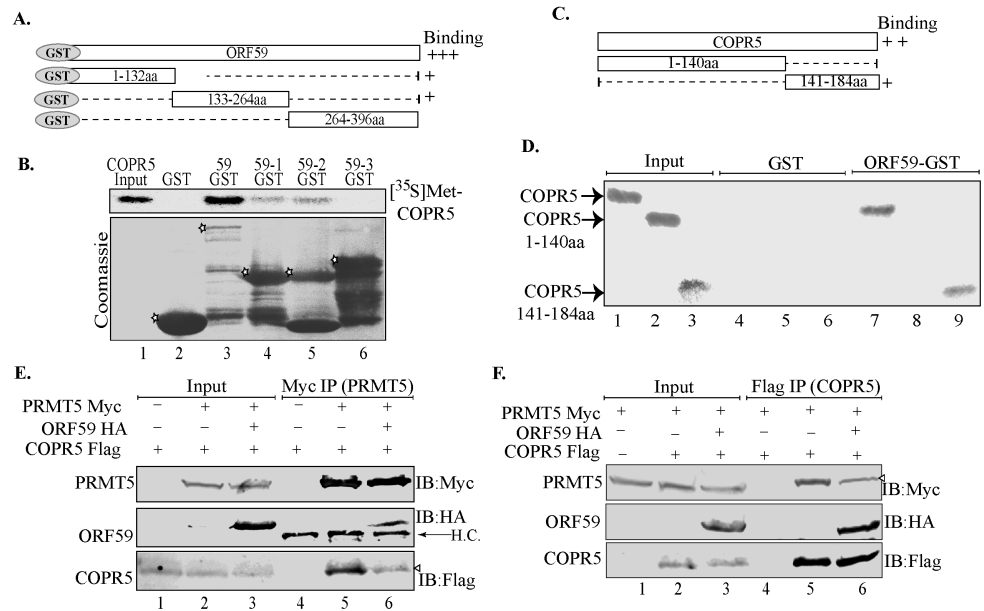 A.
Binding
GST ORF59 +++
GST 1-132aa +
GST 133-264aa +
GST 264-396aa
B.
COPR5 Input GST 59 GST 59-1 GST 59-2 GST 59-3 GST
[³⁵S]Met-COPR5
Coomassie
1 2 3 4 5 6
C.
Binding
COPR5 ++
1-140aa
141-184aa +
D.
Input GST ORF59-GST
COPR5
COPR5
1-140aa
COPR5
141-184aa
1 2 3 4 5 6 7 8 9
E.
Input Myc IP (PRMT5)
PRMT5 Myc – + + – + +
ORF59 HA – – + – – +
COPR5 Flag + + + + + +
PRMT5 IB:Myc
ORF59 IB:HA
H.C.
COPR5 IB:Flag
1 2 3 4 5 6
F.
Input Flag IP (COPR5)
PRMT5 Myc + + + + + +
ORF59 HA – – + – – +
COPR5 Flag – + + + + +
PRMT5 IB:Myc
ORF59 IB:HA
COPR5 IB:Flag
1 2 3 4 5 6